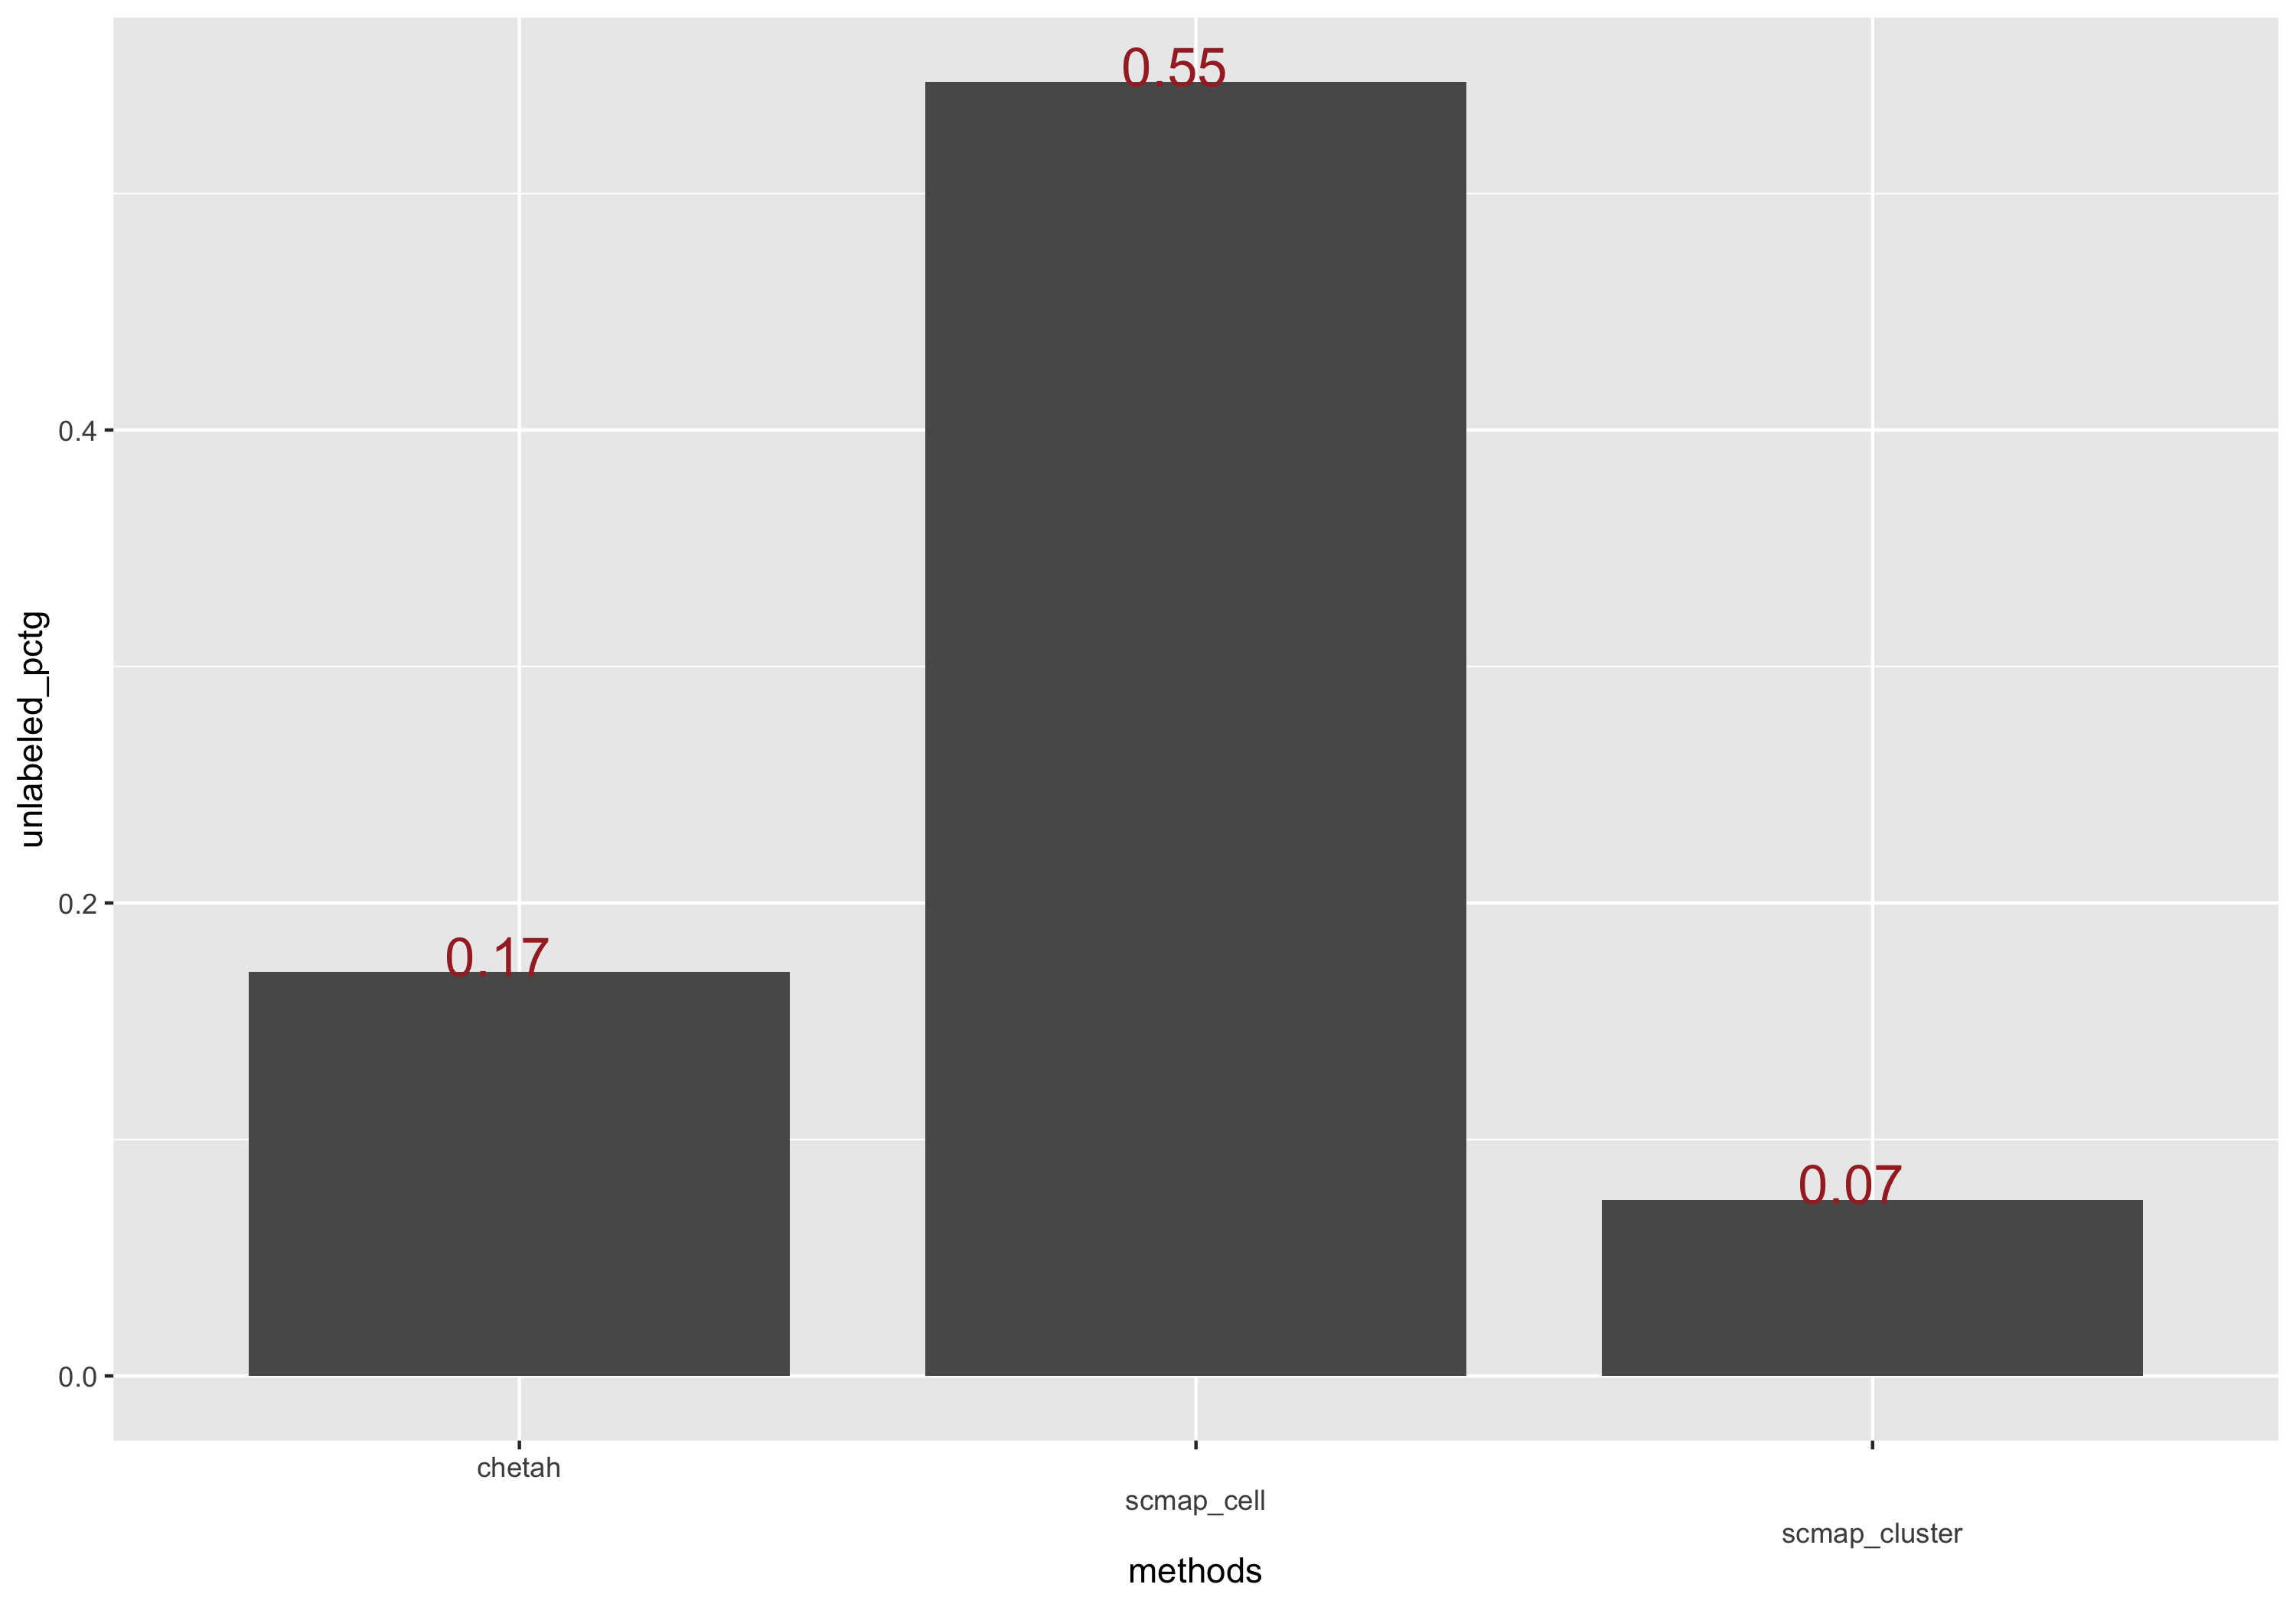 0.55
0.4
0.2
0.17
0.07
0.0
unlabeled_pctg
chetah
scmap_cell
scmap_cluster
methods